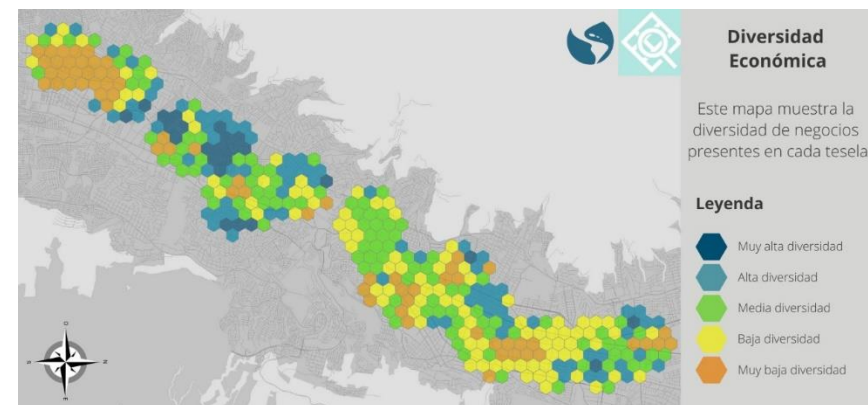 Diversidad
Económica
Este mapa muestra la
diversidad de negocios
presentes en cada tesela
Leyenda
Muy alta diversidad
Alta diversidad
Media diversidad
Baja diversidad
Muy baja diversidad